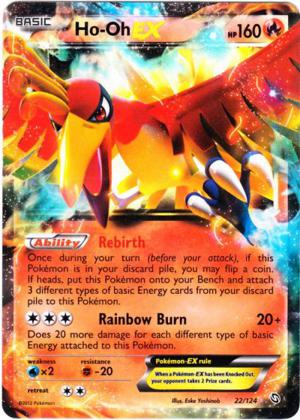 BASIC
Ho-Oh EX HP 160
Ability Rebirth
Once during your turn (before your attack), if this
Pokémon is in your discard pile, you may flip a coin.
If heads, put this Pokémon onto your Bench and attach
3 different types of basic Energy cards from your discard
pile to this Pokémon.
Rainbow Burn 20+
Does 20 more damage for each different type of basic
Energy attached to this Pokémon.
weakness resistance
×2 -20
retreat
Pokémon-EX rule
When a Pokémon-EX has been Knocked Out,
your opponent takes 2 Prize cards.
©2012 Pokémon
Illus. Eske Yoshinob
22/124